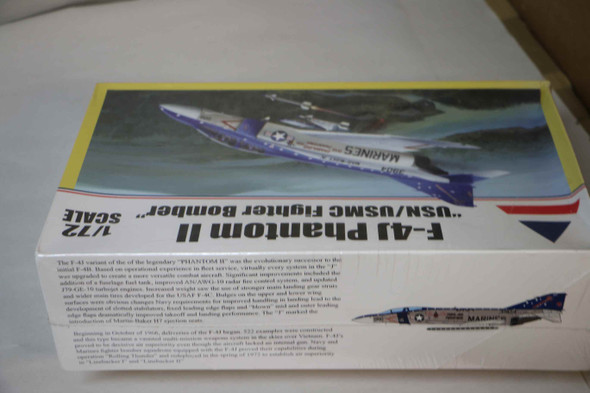 F-4J Phantom II
"USN/USMC Fighter Bomber"
1/72
SCALE
MARINES
The F-4J variant of the of the legendary "PHANTOM II" was the evolutionary successor to the
initial F-4B. Based on operational experience in fleet service, virtually every system in the "J"
was upgraded to create a more versatile combat aircraft. Significant improvements included the
addition of a fuselage fuel tank, improved AN/AWG-10 radar fire control system, and updated
J79-GE-10 turbojet engines. Increased weight saw the use of stronger main landing gear struts
and wider main tires developed for the USAF F-4C. Bulges on the upper and lower wing
surfaces were obvious changes Navy requirements for improved handling in landing lead to the
development of slotted stabilators, fixed leading edge flaps and "blown" and outer leading
edge flaps dramatically improved takeoff and landing performance. The "J" marked the
introduction of Martin-Baker H7 ejection seats.
Beginning in October of 1966, deliveries of the F-4J began. 522 examples were constructed
and this type became a constant multi-mission weapons system in the skies over Vietnam. F-4J's
proved to be decisive air superiority even though the aircraft lacked an internal gun. Navy and
Marines fighter bomber squadrons equipped with the F-4J proved their capabilities during
operation "Rolling Thunder" and redeployed in the spring of 1972 to establish air superiority
in "Linebacker I" and "Linebacker II"
MARINES